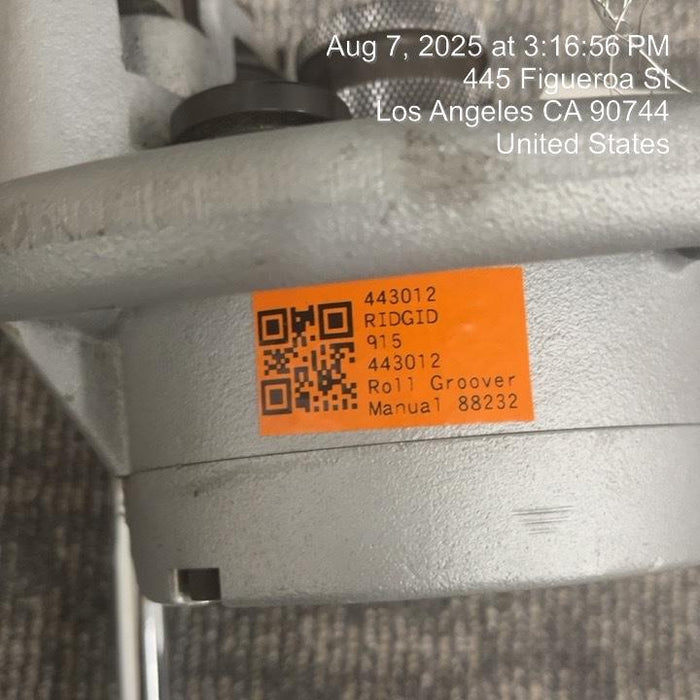 Aug 7, 2025 at 3:16:56 PM
445 Figueroa St
Los Angeles CA 90744
United States
443012
RIDGID
915
443012
Roll Groover
Manual 88232